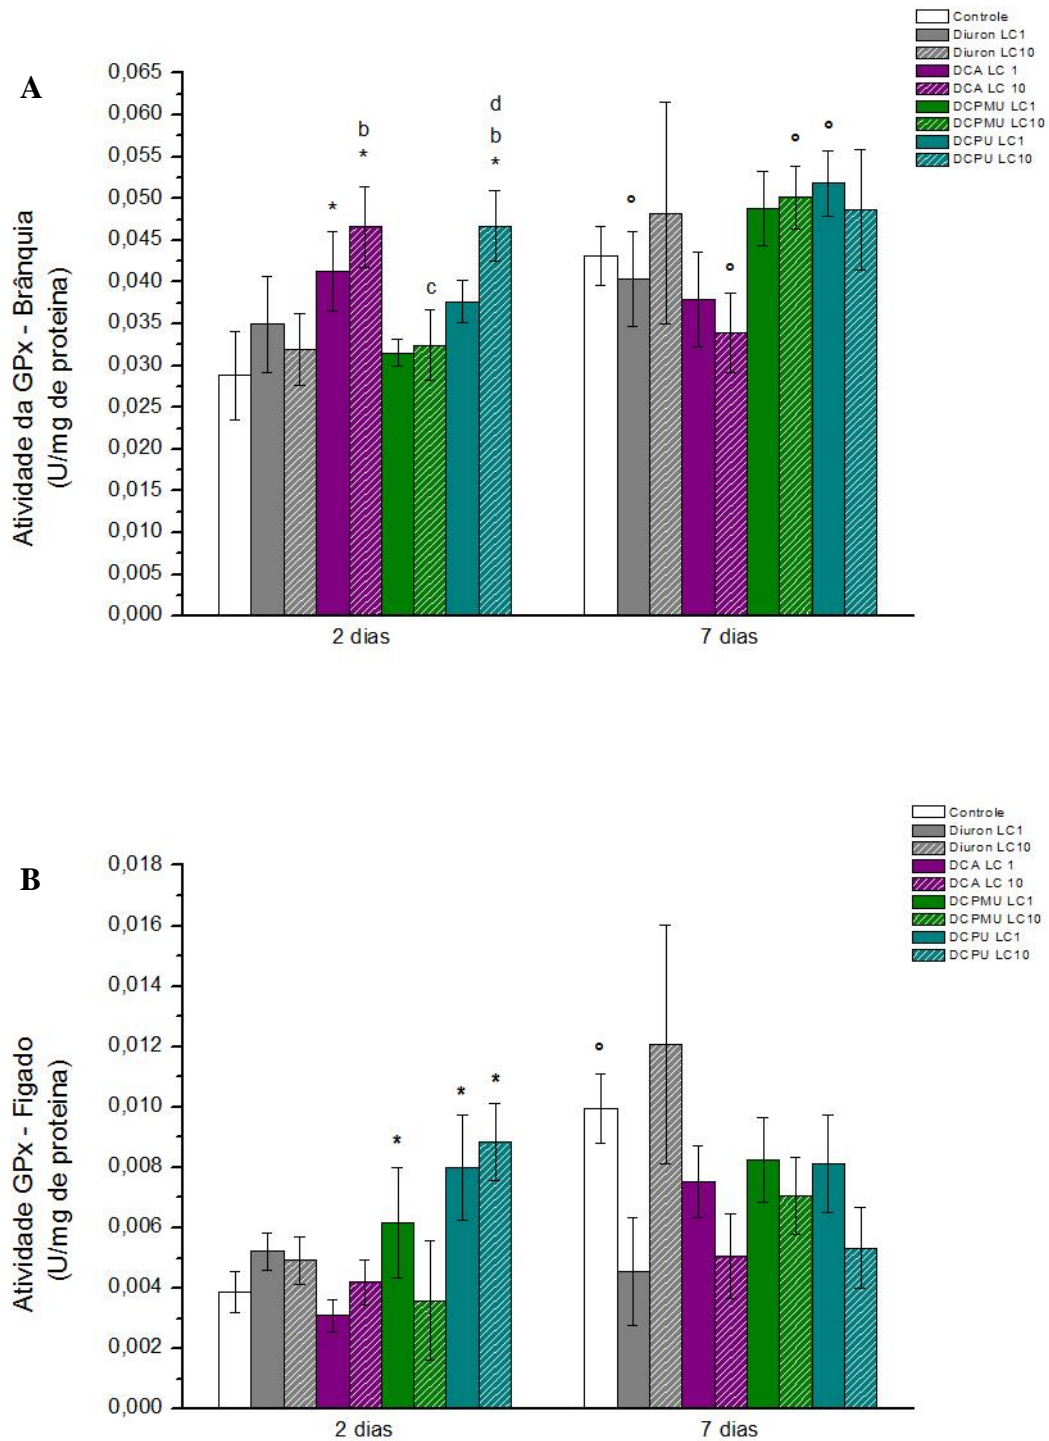 A
Atividade da GPx - Brânquia
(U/mg de proteina)
0,065
0,060
0,055
0,050
0,045
0,040
0,035
0,030
0,025
0,020
0,015
0,010
0,005
0,000
*
b
*
c
d
b
*
°
°
°
°
2 dias
7 dias
Controle
Diuron LC1
Diuron LC10
DCA LC 1
DCA LC 10
DCPMU LC1
DCPMU LC10
DCPU LC1
DCPU LC10
B
Atividade GPx - Figado
(U/mg de proteina)
0,018
0,016
0,014
0,012
0,010
0,008
0,006
0,004
0,002
0,000
*
*
*
°
2 dias
7 dias
Controle
Diuron LC1
Diuron LC10
DCA LC 1
DCA LC 10
DCPMU LC1
DCPMU LC10
DCPU LC1
DCPU LC10